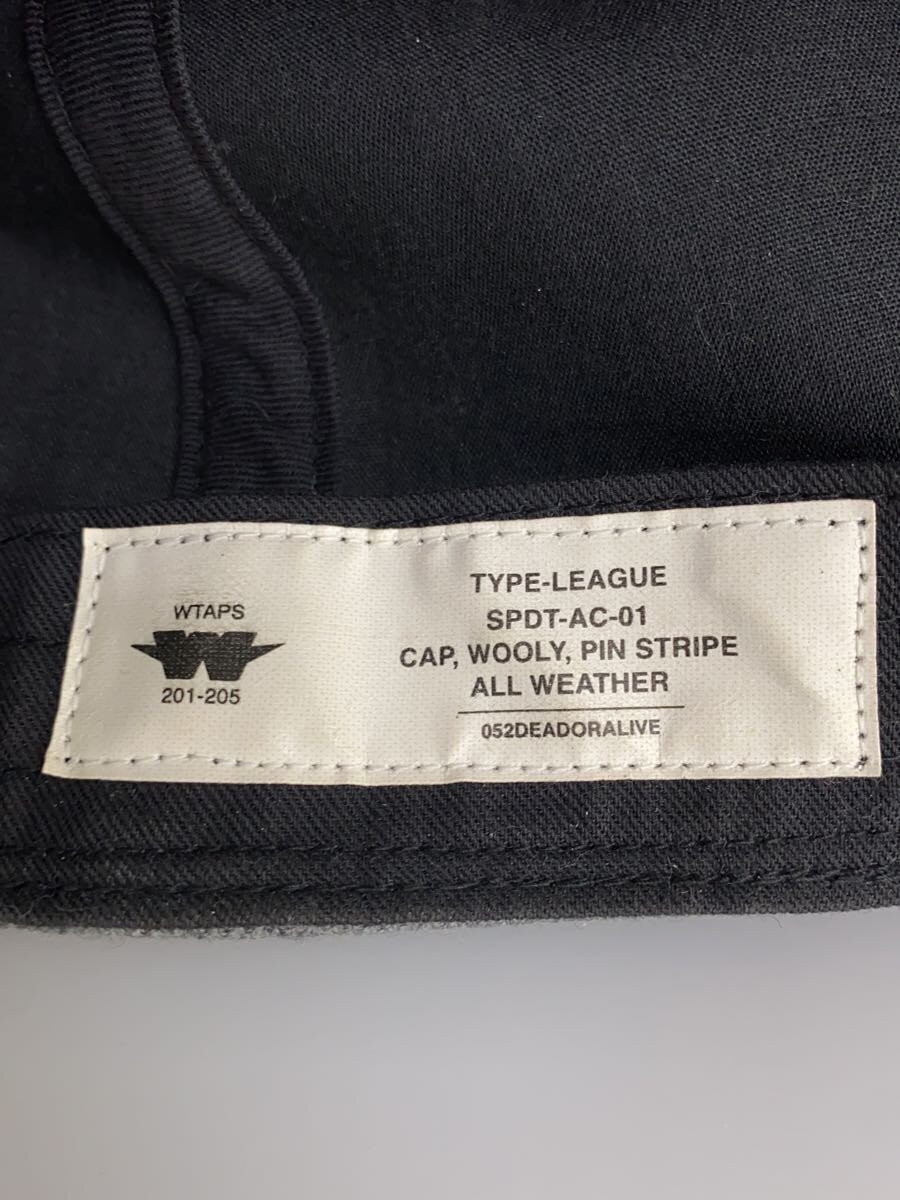 WTAPS
201-205
TYPE-LEAGUE
SPDT-AC-01
CAP, WOOLY, PIN STRIPE
ALL WEATHER
052DEADORALIVE